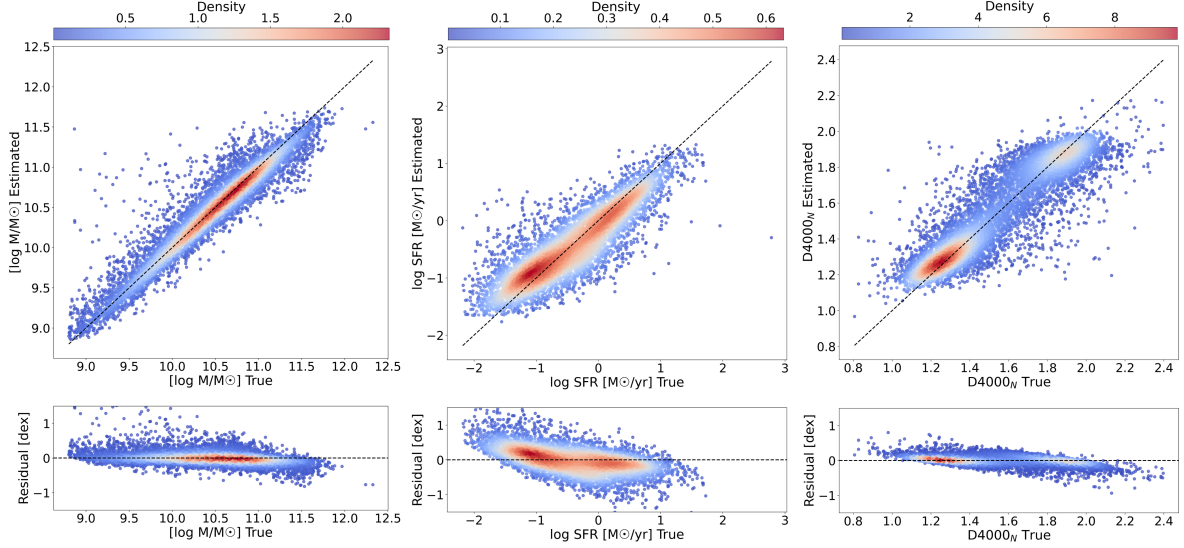 Density
0.5 1.0 1.5 2.0
12.5
12.0
11.5
11.0
10.5
10.0
9.5
9.0
[log M/M☉] Estimated
9.0 9.5 10.0 10.5 11.0 11.5 12.0 12.5
[log M/M☉] True
1
0
−1
Residual [dex]
9.0 9.5 10.0 10.5 11.0 11.5 12.0 12.5
[log M/M☉] True
Density
0.1 0.2 0.3 0.4 0.5 0.6
3
2
1
0
−1
−2
log SFR [M☉/yr] Estimated
−2 −1 0 1 2 3
log SFR [M☉/yr] True
1
0
−1
Residual [dex]
−2 −1 0 1 2 3
log SFR [M☉/yr] True
Density
2 4 6 8
2.4
2.2
2.0
1.8
1.6
1.4
1.2
1.0
0.8
D4000N Estimated
0.8 1.0 1.2 1.4 1.6 1.8 2.0 2.2 2.4
D4000N True
1
0
−1
Residual [dex]
0.8 1.0 1.2 1.4 1.6 1.8 2.0 2.2 2.4
D4000N True